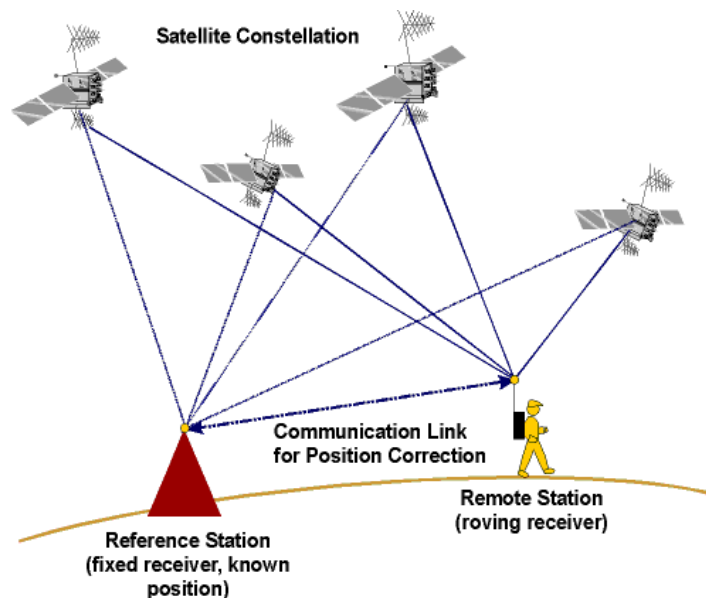 Satellite Constellation
Communication Link
for Position Correction
Remote Station
(roving receiver)
Reference Station
(fixed receiver, known
position)